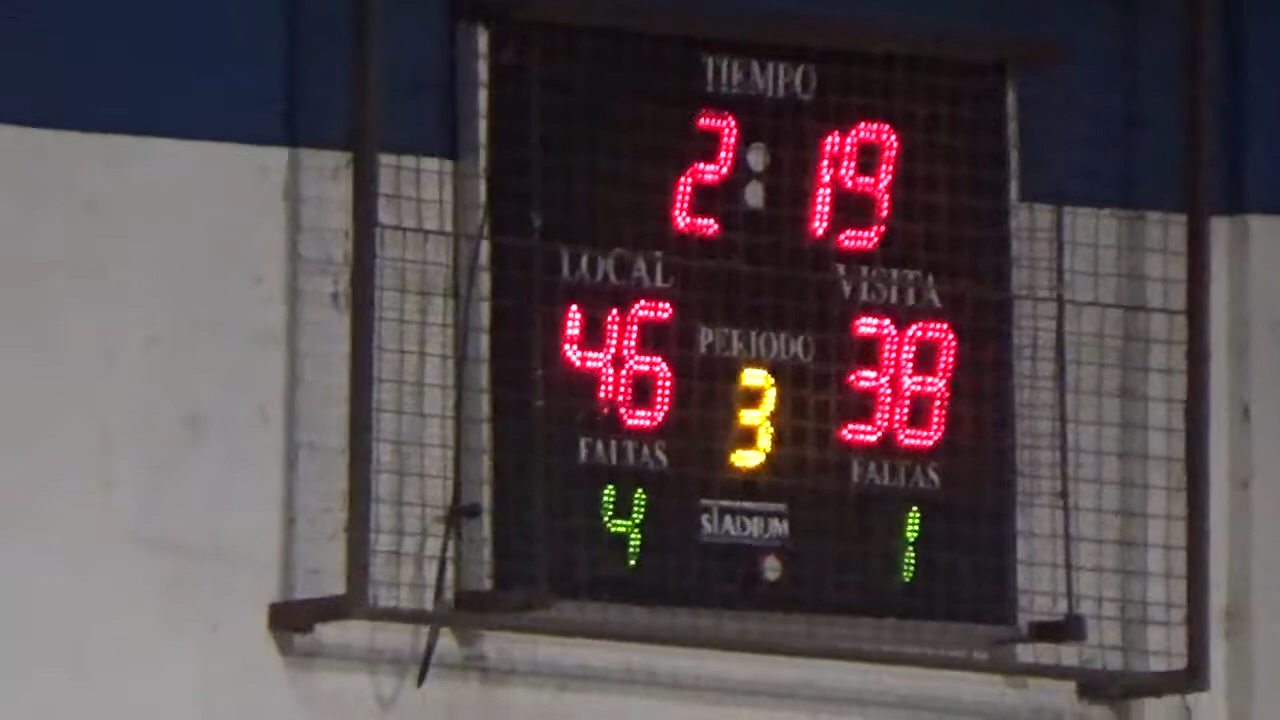 TIEMPO
2:19
LOCAL VISITA
46 PERIODO 38
3
FALTAS FALTAS
4 STADIUM 1